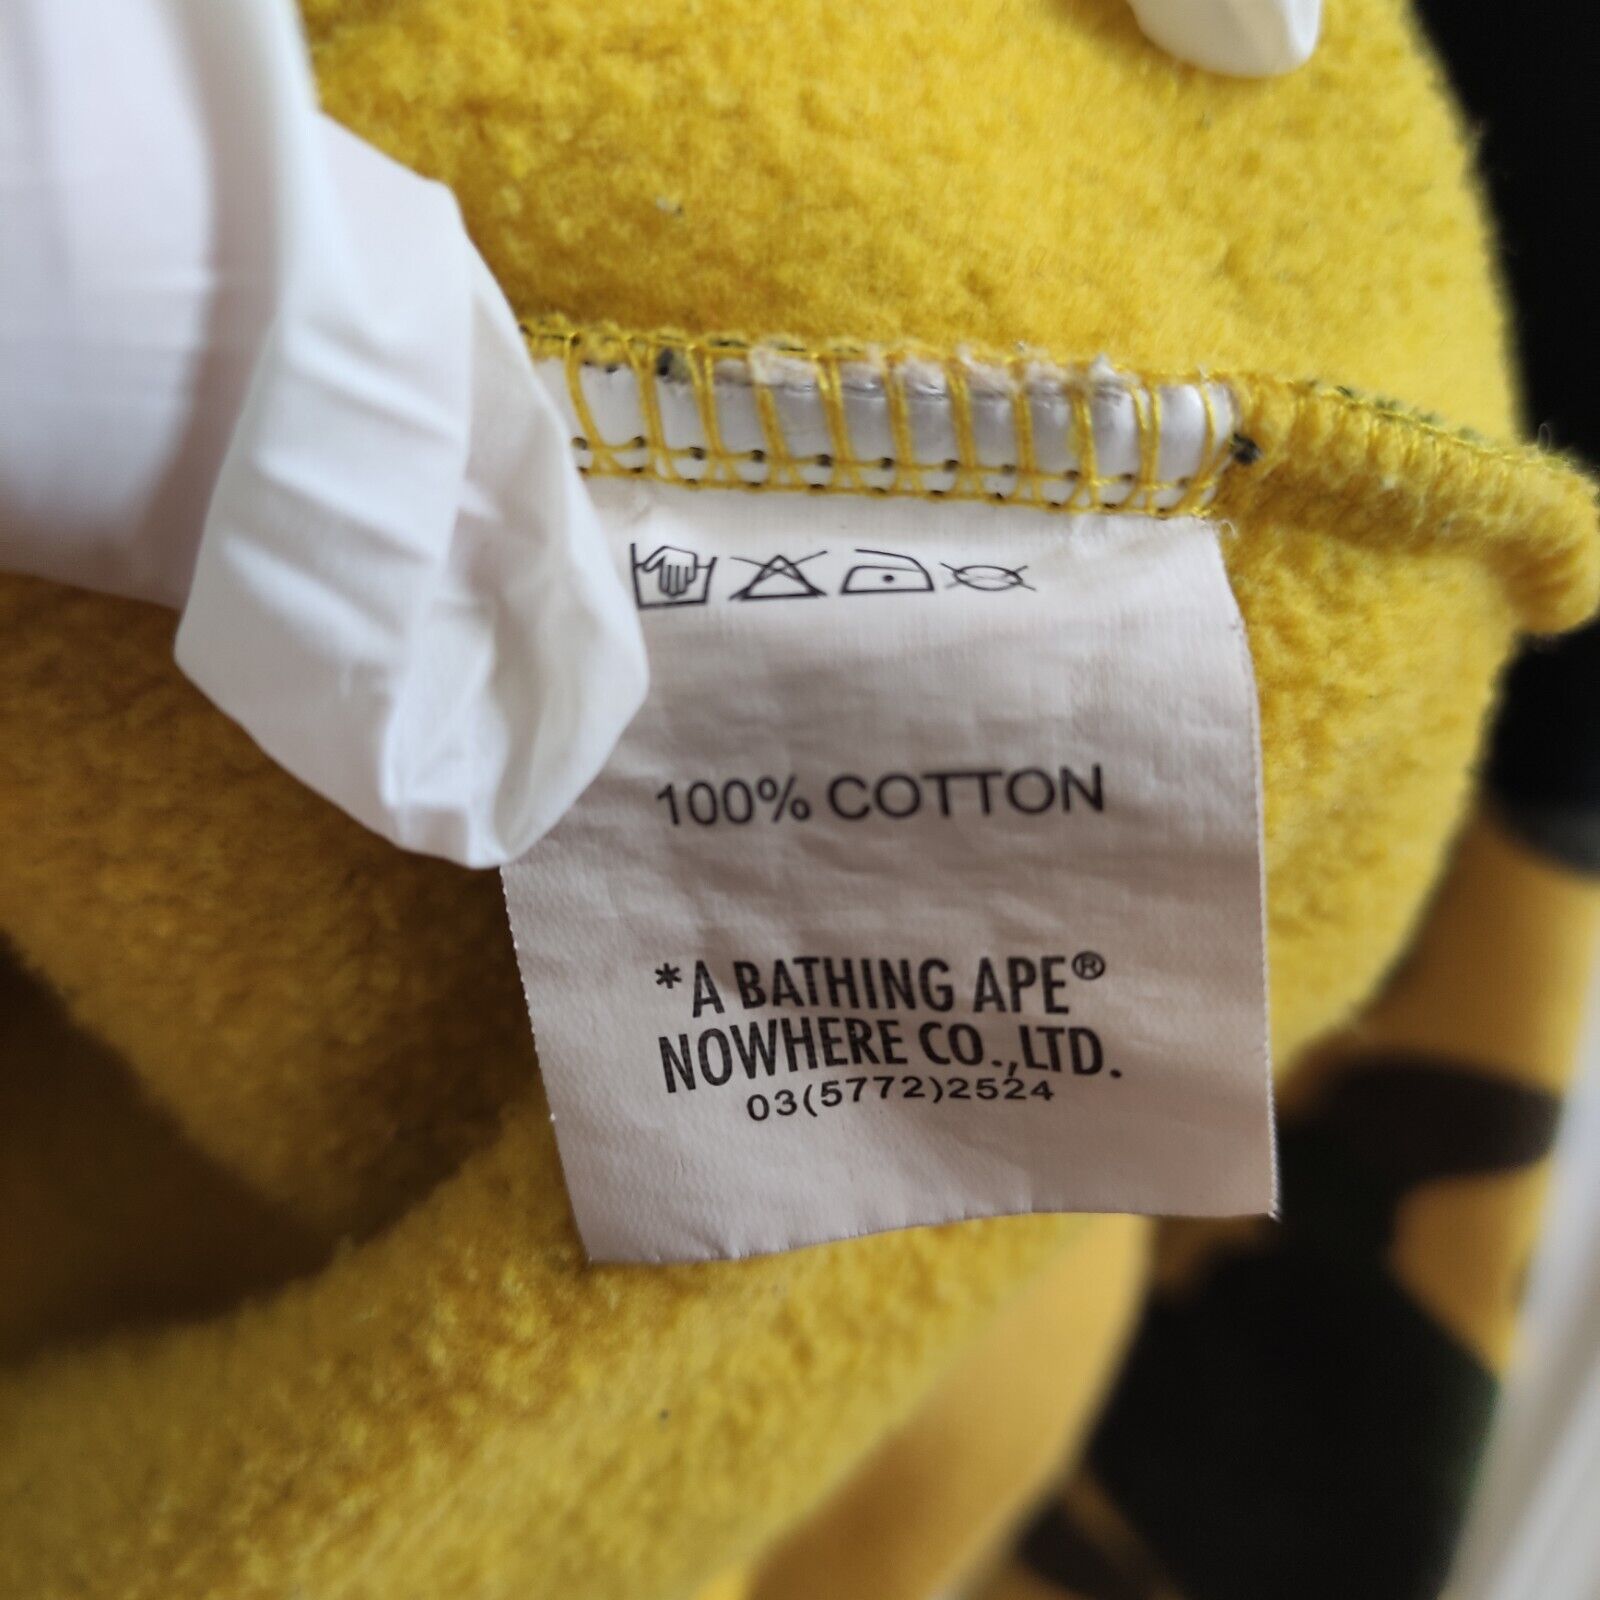 100% COTTON
*A BATHING APE®
NOWHERE CO.,LTD.
03(5772)2524